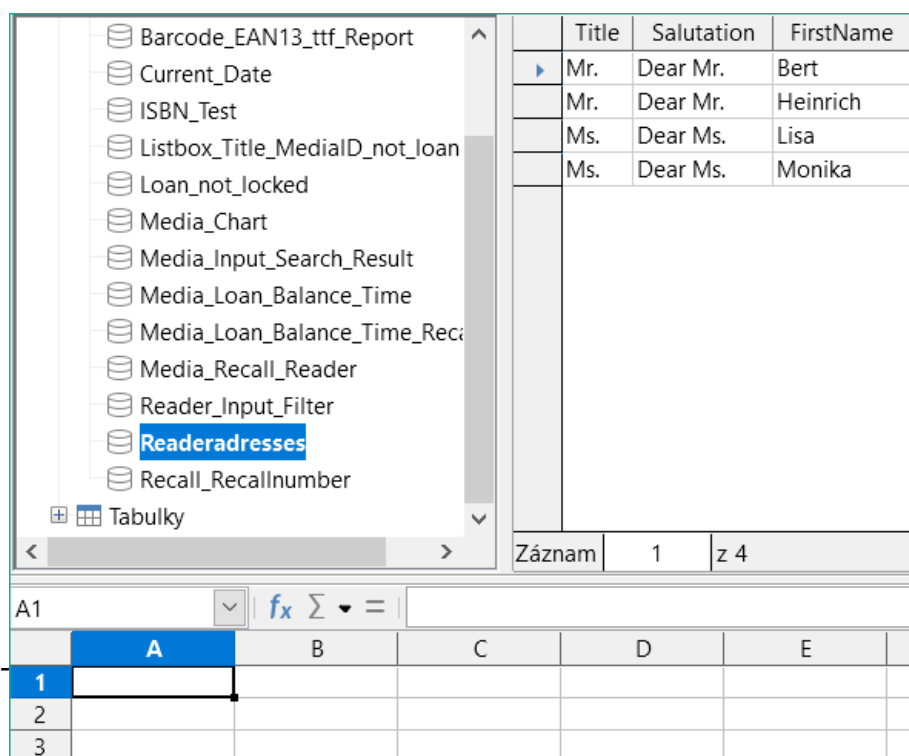 Barcode_EAN13_ttf_Report
Current_Date
ISBN_Test
Listbox_Title_MediaID_not_loan
Loan_not_locked
Media_Chart
Media_Input_Search_Result
Media_Loan_Balance_Time
Media_Loan_Balance_Time_Reca
Media_Recall_Reader
Reader_Input_Filter
Readeradresses
Recall_Recallnumber
Tabulky
Title Salutation FirstName
Mr. Dear Mr. Bert
Mr. Dear Mr. Heinrich
Ms. Dear Ms. Lisa
Ms. Dear Ms. Monika
Záznam 1 z 4
A1 fx Σ =
A B C D E
1
2
3